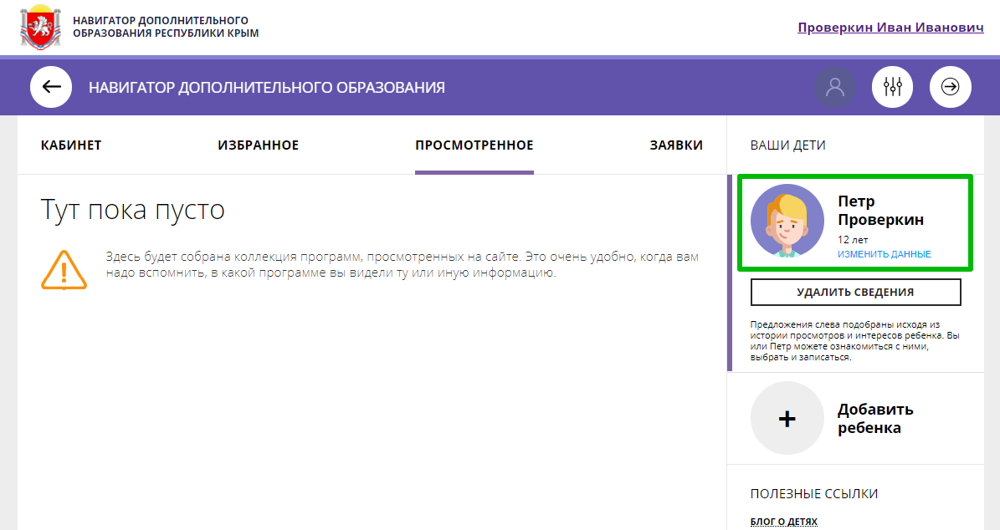 НАВИГАТОР ДОПОЛНИТЕЛЬНОГО
ОБРАЗОВАНИЯ РЕСПУБЛИКИ КРЫМ
Проверкин Иван Иванович
НАВИГАТОР ДОПОЛНИТЕЛЬНОГО ОБРАЗОВАНИЯ
КАБИНЕТ
ИЗБРАННОЕ
ПРОСМОТРЕННОЕ
ЗАЯВКИ
Тут пока пусто
Здесь будет собрана коллекция программ, просмотренных на сайте. Это очень удобно, когда вам
надо вспомнить, в какой программе вы видели ту или иную информацию.
ВАШИ ДЕТИ
Петр
Проверкин
12 лет
ИЗМЕНИТЬ ДАННЫЕ
УДАЛИТЬ СВЕДЕНИЯ
Предложения слева подобраны исходя из
истории просмотров и интересов ребенка. Вы
или Петр можете ознакомиться с ними,
выбрать и записаться.
Добавить
ребенка
ПОЛЕЗНЫЕ ССЫЛКИ
БЛОГ О ДЕТЯХ